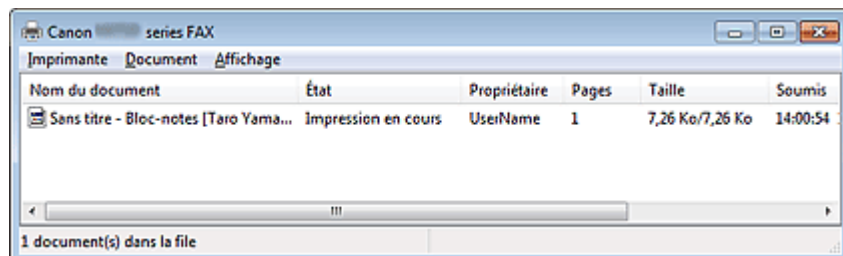 Canon series FAX
Imprimante Document Affichage
Nom du document État Propriétaire Pages Taille Soumis
Sans titre - Bloc-notes [Taro Yama... Impression en cours UserName 1 7,26 Ko/7,26 Ko 14:00:54
1 document(s) dans la file